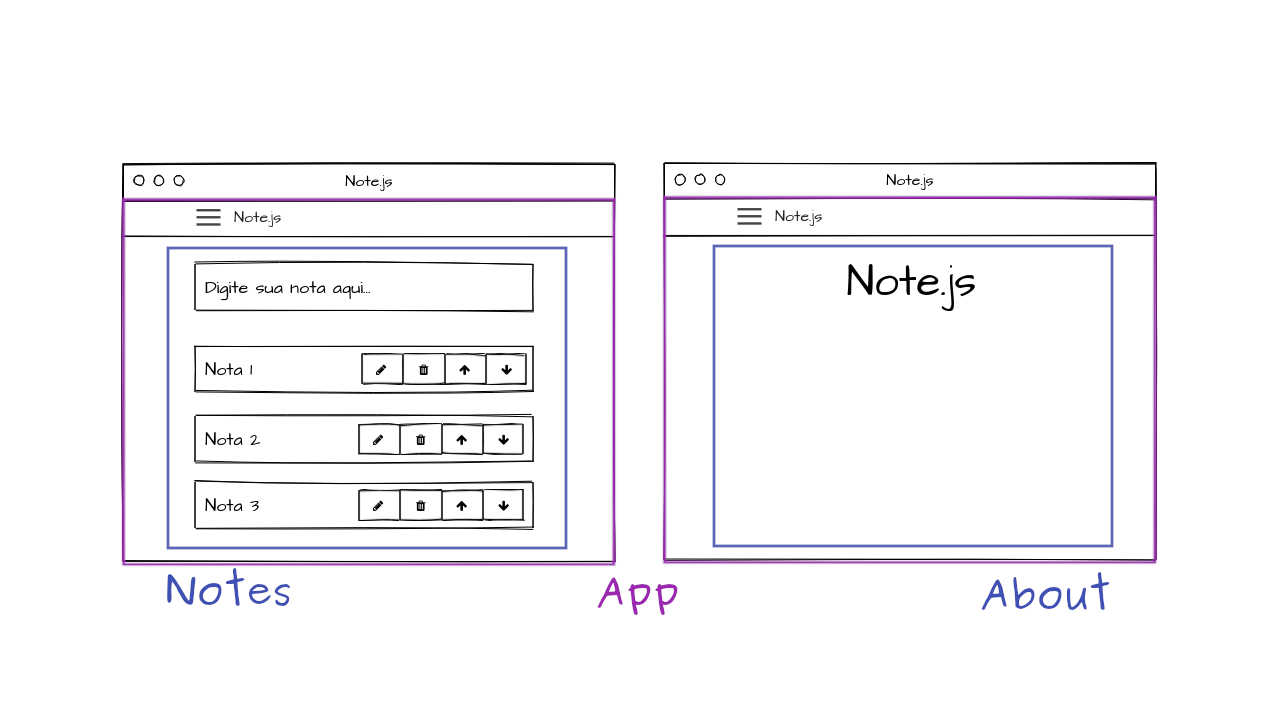 Note.js
Note.js
Digite sua nota aqui...
Nota 1
Nota 2
Nota 3
Notes
App
Note.js
Note.js
Note.js
About